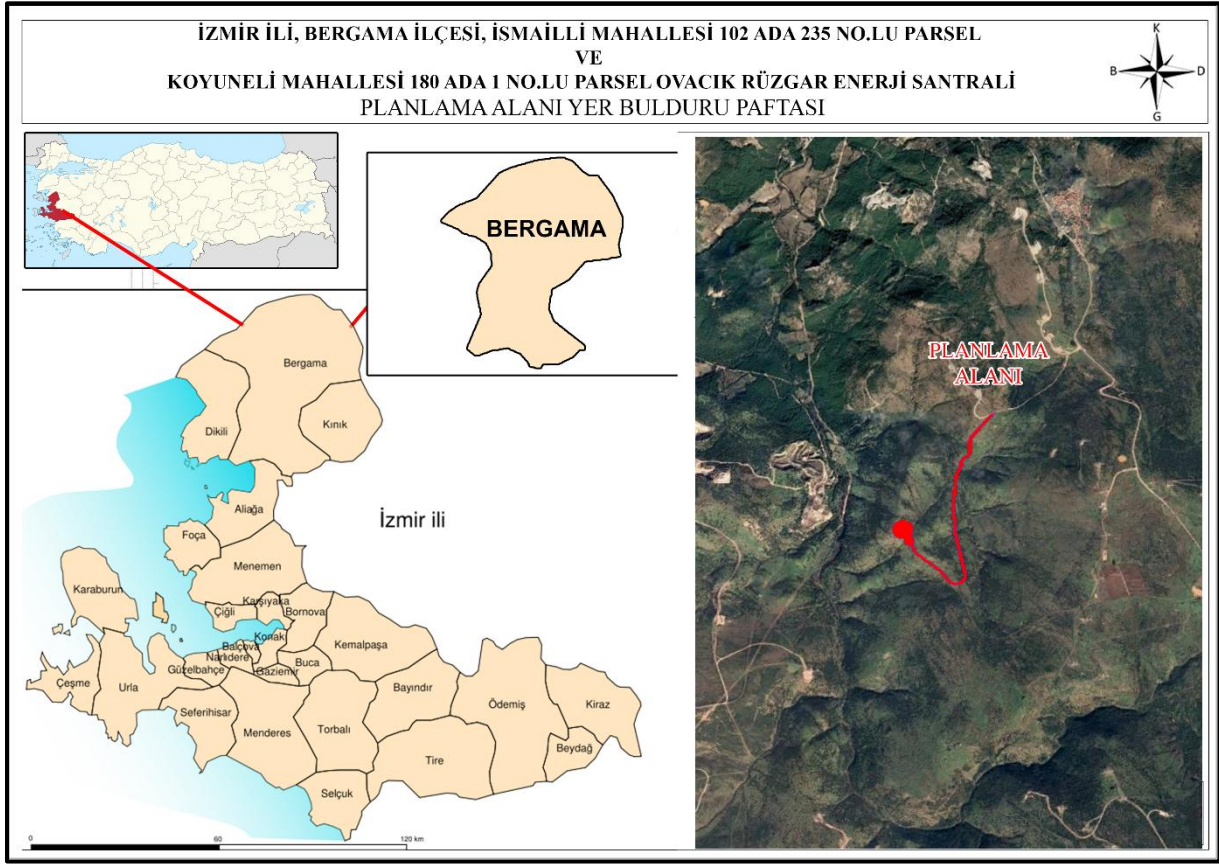 İZMİR İLİ, BERGAMA İLÇESİ, İSMAİLLİ MAHALLESİ 102 ADA 235 NO.LU PARSEL
VE
KOYUNELİ MAHALLESİ 180 ADA 1 NO.LU PARSEL OVACIK RÜZGAR ENERJİ SANTRALİ
PLANLAMA ALANI YER BULDURU PAFTASI
K
B
D
G
BERGAMA
Bergama
Kınık
Dikili
Aliağa
İzmir ili
Foça
Menemen
Karaburun
Karşıyaka
Çiğli
Bornova
Konak
Kemalpaşa
Balçova
Narlıdere
Buca
Güzelbahçe
Gaziemir
Çeşme
Urla
Bayındır
Ödemiş
Kiraz
Seferihisar
Menderes
Torbalı
Beydağ
Tire
Selçuk
0
60
120 km
PLANLAMA
ALANI